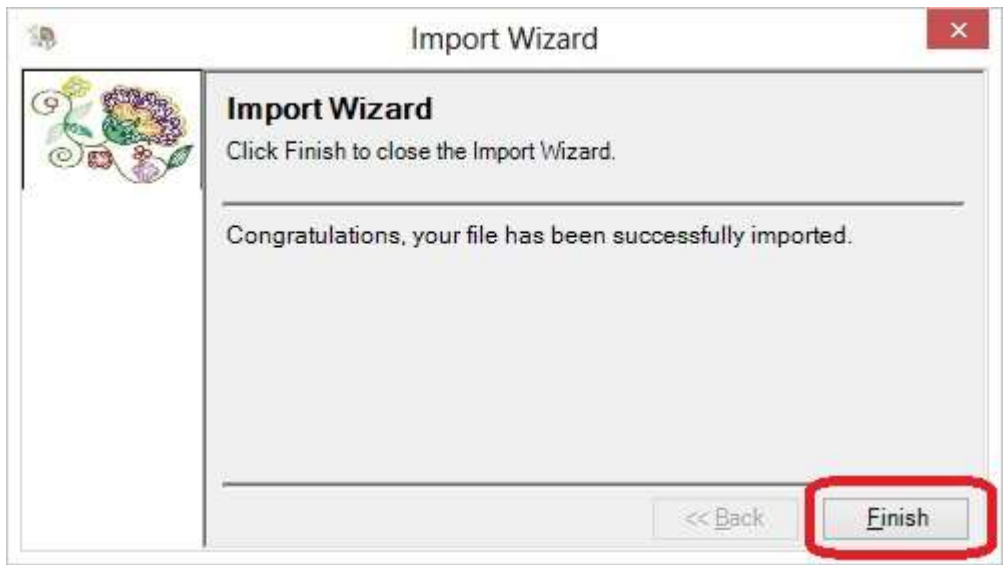 Import Wizard
Import Wizard
Click Finish to close the Import Wizard.
Congratulations, your file has been successfully imported.
<< Back
Finish